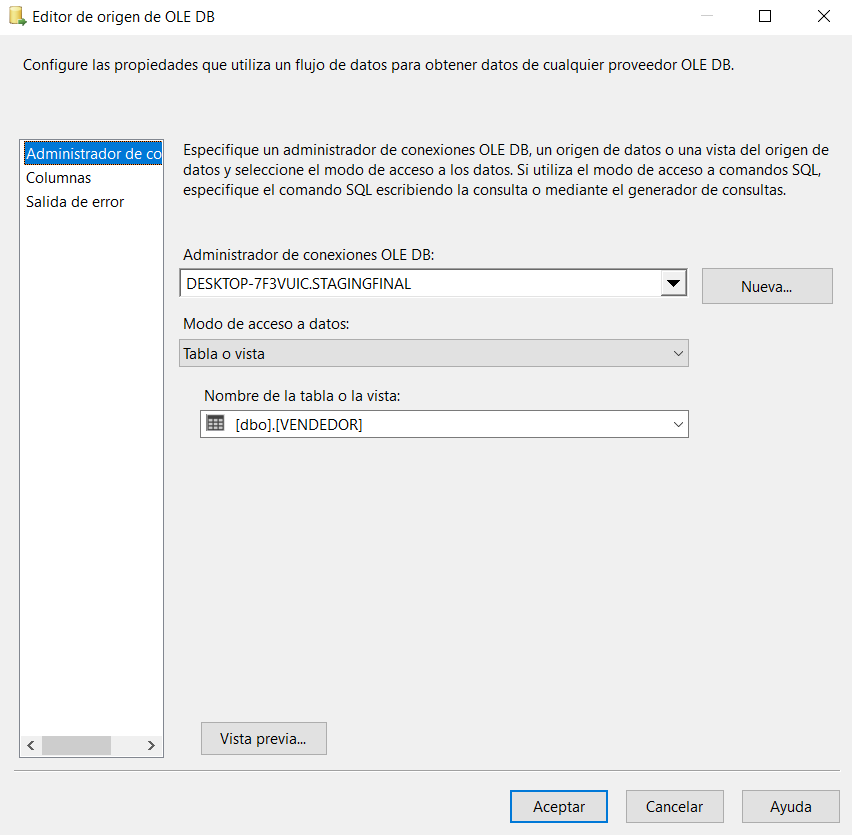 Editor de origen de OLE DB
Configure las propiedades que utiliza un flujo de datos para obtener datos de cualquier proveedor OLE DB.
Administrador de co
Columnas
Salida de error
Especifique un administrador de conexiones OLE DB, un origen de datos o una vista del origen de
datos y seleccione el modo de acceso a los datos. Si utiliza el modo de acceso a comandos SQL,
especifique el comando SQL escribiendo la consulta o mediante el generador de consultas.
Administrador de conexiones OLE DB:
DESKTOP-7F3VUIC.STAGINGFINAL
Nueva...
Modo de acceso a datos:
Tabla o vista
Nombre de la tabla o la vista:
[dbo].[VENDEDOR]
Vista previa...
Aceptar
Cancelar
Ayuda